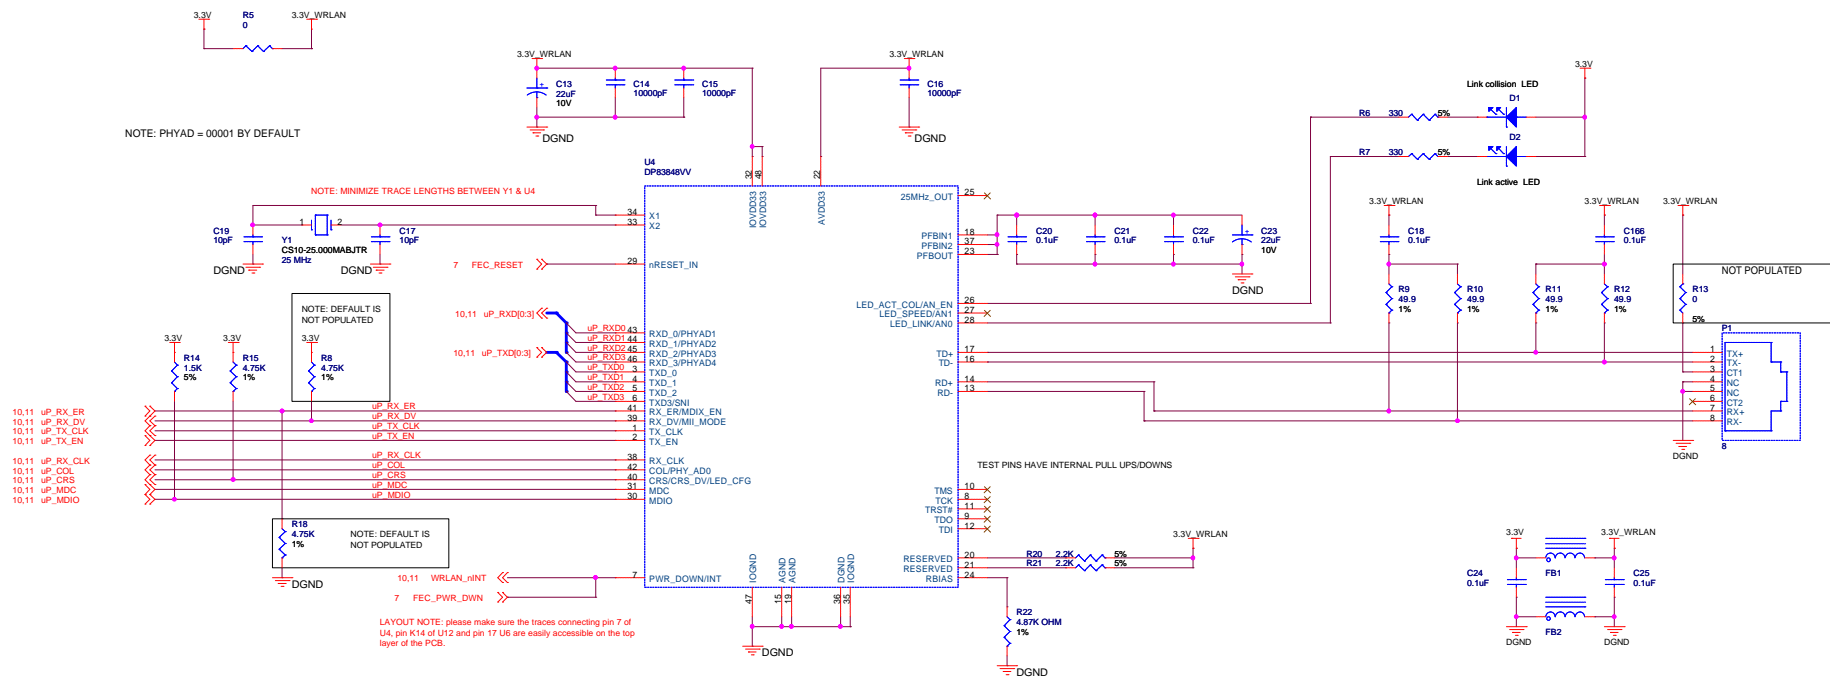 3.3V
R5
0
3.3V_WRLAN
3.3V_WRLAN
C13
22uF
10V
C14
10000pF
C15
10000pF
DGND
3.3V_WRLAN
C16
10000pF
DGND
3.3V
Link collision LED
D1
R6 330 5%
D2
R7 330 5%
Link active LED
NOTE: PHYAD = 00001 BY DEFAULT
U4
DP83848VV
32
48
22
IOVDD33
IOVDD33
AVDD33
NOTE: MINIMIZE TRACE LENGTHS BETWEEN Y1 & U4
C19
10pF
1
2
Y1
CS10-25.000MABJTR
25 MHz
C17
10pF
DGND
DGND
34 X1
33 X2
7 FEC_RESET
29 nRESET_IN
NOTE: DEFAULT IS
NOT POPULATED
10,11 uP_RXD[0:3]
10,11 uP_TXD[0:3]
uP_RXD0 43 RXD_0/PHYAD1
uP_RXD1 44 RXD_1/PHYAD2
uP_RXD2 45 RXD_2/PHYAD3
uP_RXD3 46 RXD_3/PHYAD4
uP_TXD0 3 TXD_0
uP_TXD1 4 TXD_1
uP_TXD2 5 TXD_2
uP_TXD3 6 TXD3/SNI
3.3V
R14
1.5K
5%
3.3V
R15
4.75K
1%
3.3V
R8
4.75K
1%
10,11 uP_RX_ER uP_RX_ER 41 RX_ER/MDIX_EN
10,11 uP_RX_DV uP_RX_DV 39 RX_DV/MII_MODE
10,11 uP_TX_CLK uP_TX_CLK 1 TX_CLK
10,11 uP_TX_EN uP_TX_EN 2 TX_EN
10,11 uP_RX_CLK uP_RX_CLK 38 RX_CLK
10,11 uP_COL uP_COL 42 COL/PHY_AD0
10,11 uP_CRS uP_CRS 40 CRS/CRS_DV/LED_CFG
10,11 uP_MDC uP_MDC 31 MDC
10,11 uP_MDIO uP_MDIO 30 MDIO
R18
4.75K
1%
NOTE: DEFAULT IS
NOT POPULATED
DGND
10,11 WRLAN_nINT
7 PWR_DOWN/INT
7 FEC_PWR_DWN
LAYOUT NOTE: please make sure the traces connecting pin 7 of
U4, pin K14 of U12 and pin 17 U6 are easily accessible on the top
layer of the PCB.
IOGND
AGND
AGND
DGND
IOGND
47
15
19
36
35
DGND
25MHz_OUT 25
PFBIN1 18
PFBIN2 37
PFBOUT 23
C20
0.1uF
C21
0.1uF
C22
0.1uF
C23
22uF
10V
DGND
LED_ACT_COL/AN_EN 26
LED_SPEED/AN1 27
LED_LINK/AN0 28
TD+ 17
TD- 16
RD+ 14
RD- 13
3.3V_WRLAN
C18
0.1uF
3.3V_WRLAN
C166
0.1uF
3.3V_WRLAN
R9
49.9
1%
R10
49.9
1%
R11
49.9
1%
R12
49.9
1%
NOT POPULATED
R13
0
5%
P1
1 TX+
2 TX-
3 CT1
4 NC
5 NC
6 CT2
7 RX+
8 RX-
8
DGND
TEST PINS HAVE INTERNAL PULL UPS/DOWNS
TMS 10
TCK 8
TRST# 11
TDO 9
TDI 12
3.3V_WRLAN
RESERVED 20 R20 2.2K 5%
RESERVED 21 R21 2.2K 5%
RBIAS 24
R22
4.87K OHM
1%
DGND
3.3V
3.3V_WRLAN
FB1
C24
0.1uF
C25
0.1uF
FB2
DGND
DGND